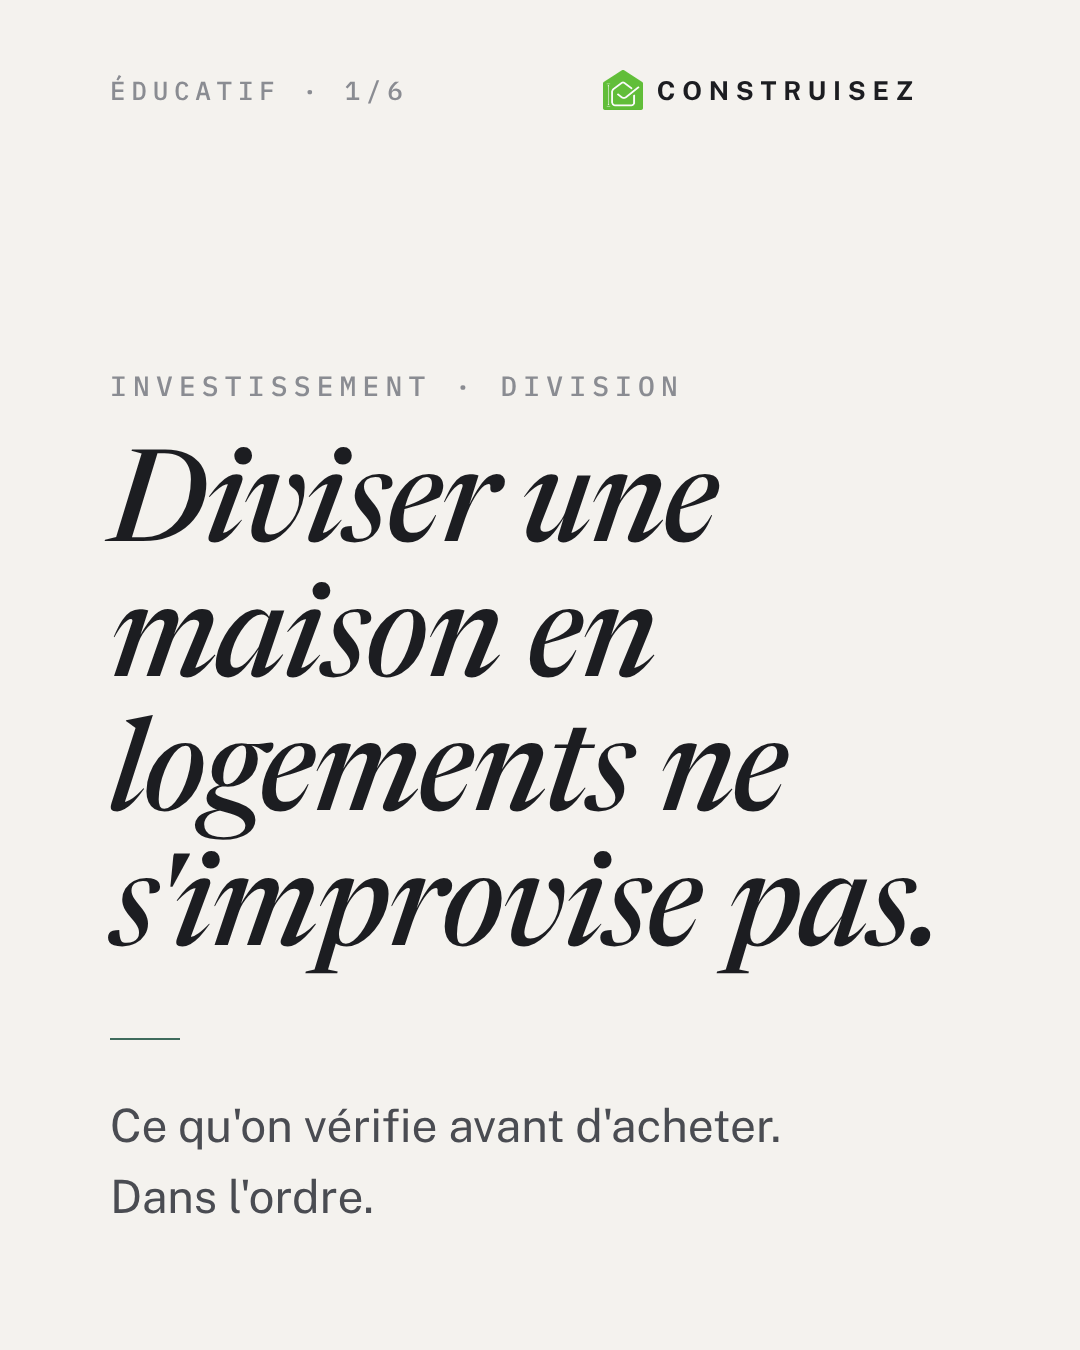 ÉDUCATIF · 1/6
CONSTRUISEZ
INVESTISSEMENT · DIVISION
Diviser une
maison en
logements ne
s'improvise pas.
Ce qu'on vérifie avant d'acheter.
Dans l'ordre.